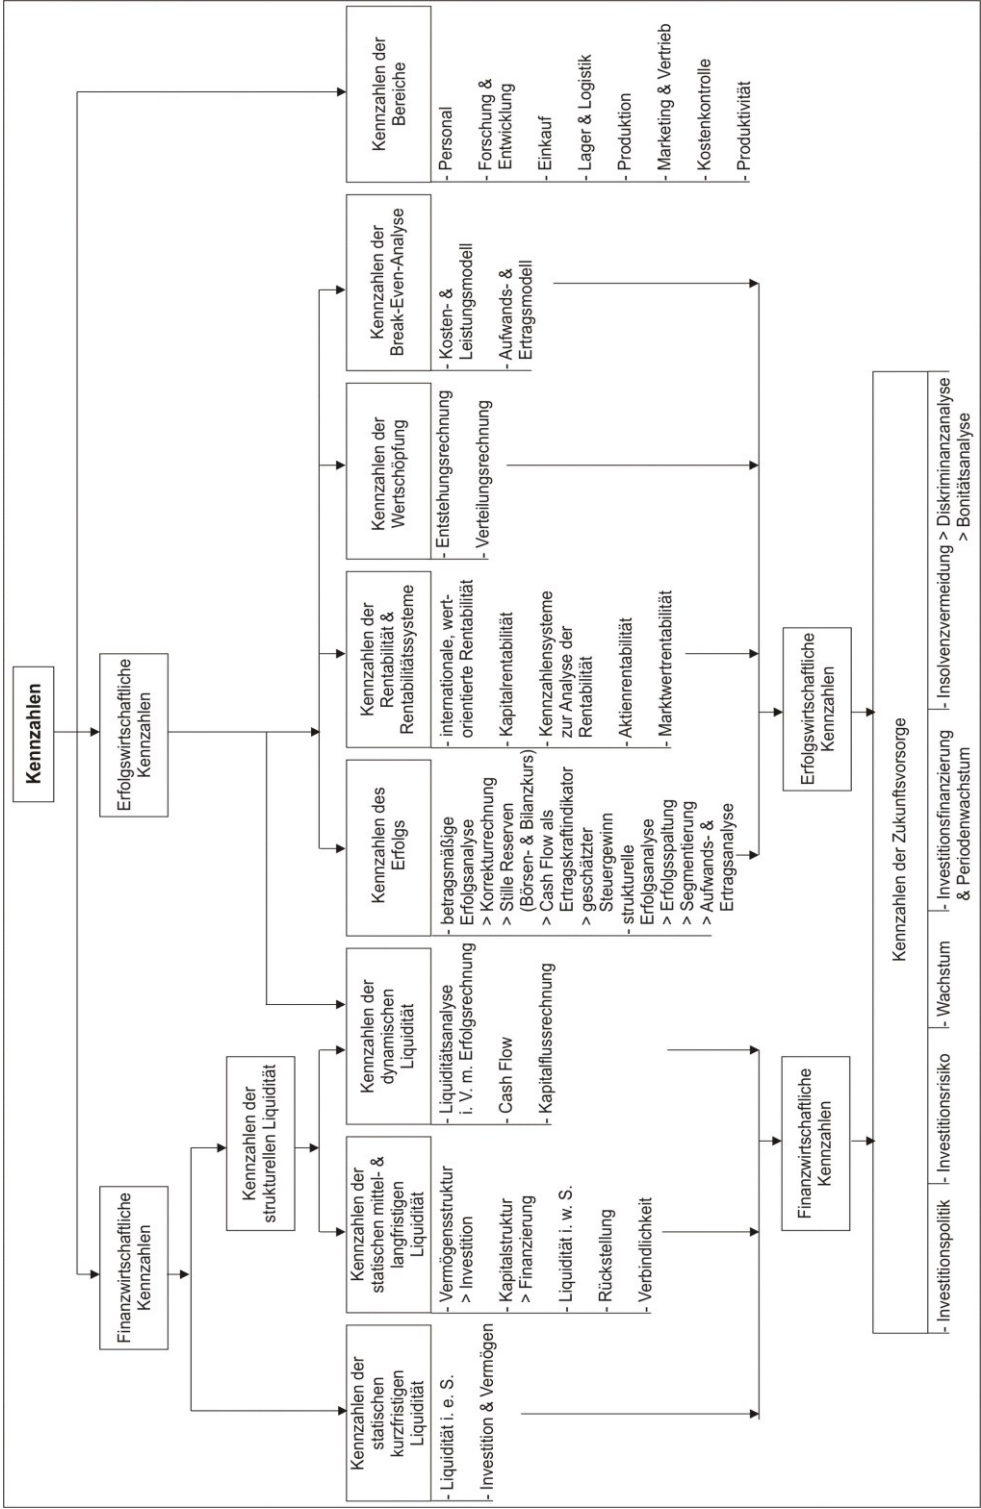 Kennzahlen
Finanzwirtschaftliche
Kennzahlen
Erfolgswirtschaftliche
Kennzahlen
Kennzahlen der
strukturellen Liquidität
Kennzahlen der
statischen
kurzfristigen
Liquidität
- Liquidität i. e. S.
- Investition & Vermögen
Kennzahlen der
statischen mittel- &
langfristigen
Liquidität
- Vermögensstruktur
> Investition
- Kapitalstruktur
> Finanzierung
- Liquidität i. w. S.
- Rückstellung
- Verbindlichkeit
Kennzahlen der
dynamischen
Liquidität
- Liquiditätsanalyse
i. V. m. Erfolgsrechnung
- Cash Flow
- Kapitalflussrechnung
Kennzahlen des
Erfolgs
- betragsmäßige
Erfolgsanalyse
> Korrekturrechnung
> Stille Reserven
(Börsen- & Bilanzkurs)
> Cash Flow als
Ertragskraftindikator
> geschätzter
Steuergewinn
- strukturelle
Erfolgsanalyse
> Erfolgsspaltung
> Segmentierung
> Aufwands- &
Ertragsanalyse
Kennzahlen der
Rentabilität &
Rentabilitätssysteme
- internationale, wert-
orientierte Rentabilität
- Kapitalrentabilität
- Kennzahlensysteme
zur Analyse der
Rentabilität
- Aktienrentabilität
- Marktwertrentabilität
Kennzahlen der
Wertschöpfung
- Entstehungsrechnung
- Verteilungsrechnung
Kennzahlen der
Break-Even-Analyse
- Kosten- &
Leistungsmodell
- Aufwands- &
Ertragsmodell
Kennzahlen der
Bereiche
- Personal
- Forschung &
Entwicklung
- Einkauf
- Lager & Logistik
- Produktion
- Marketing & Vertrieb
- Kostenkontrolle
- Produktivität
Finanzwirtschaftliche
Kennzahlen
Erfolgswirtschaftliche
Kennzahlen
Kennzahlen der Zukunftsvorsorge
- Investitionspolitik
- Investitionsrisiko
- Wachstum
- Investitionsfinanzierung
& Periodenwachstum
- Insolvenzvermeidung > Diskriminanzanalyse
> Bonitätsanalyse